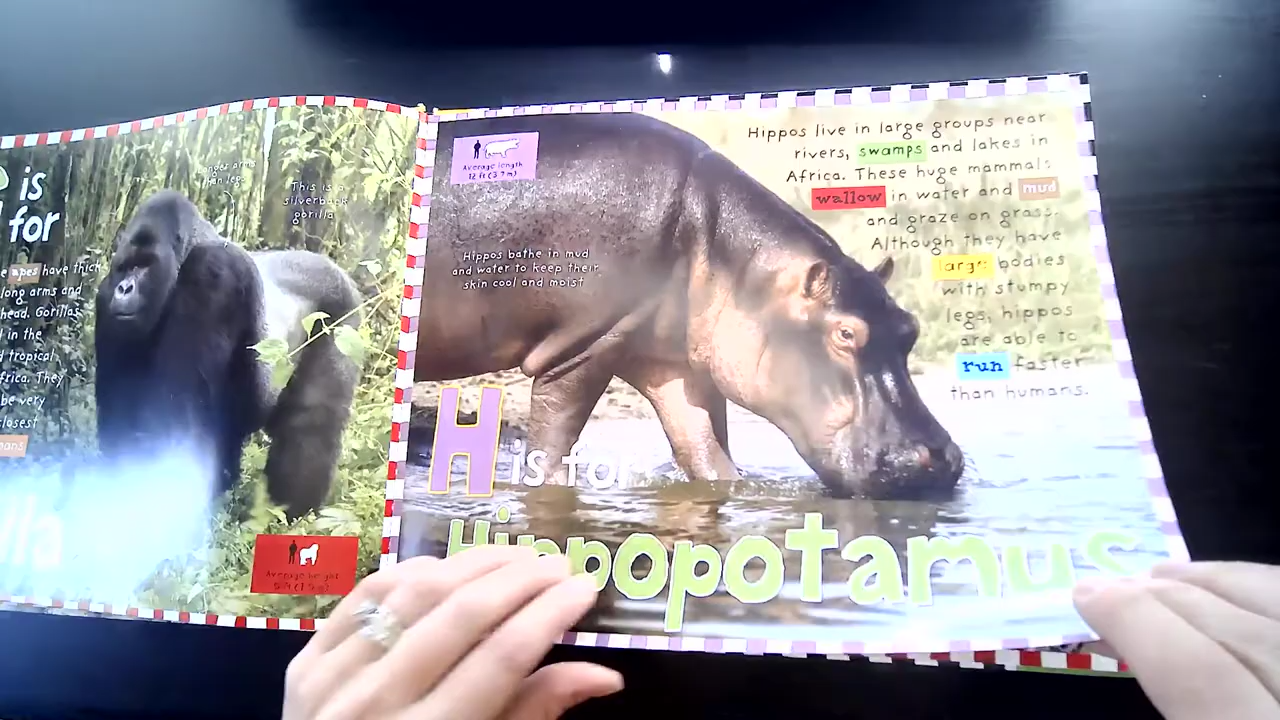 is
for
apes have thick
long arms and
head. Gorillas
in the
tropical
They
be very
closest
Longer arms
than legs
This is a
silverback
gorilla
Average height
Average length
12 ft (3.7 m)
Hippos bathe in mud
and water to keep their
skin cool and moist
Hippos live in large groups near
rivers, swamps and lakes in
Africa. These huge mammals
wallow in water and mud
and graze on grass.
Although they have
large bodies
with stumpy
legs, hippos
are able to
run faster
than humans.
H is for
Hippopotamus